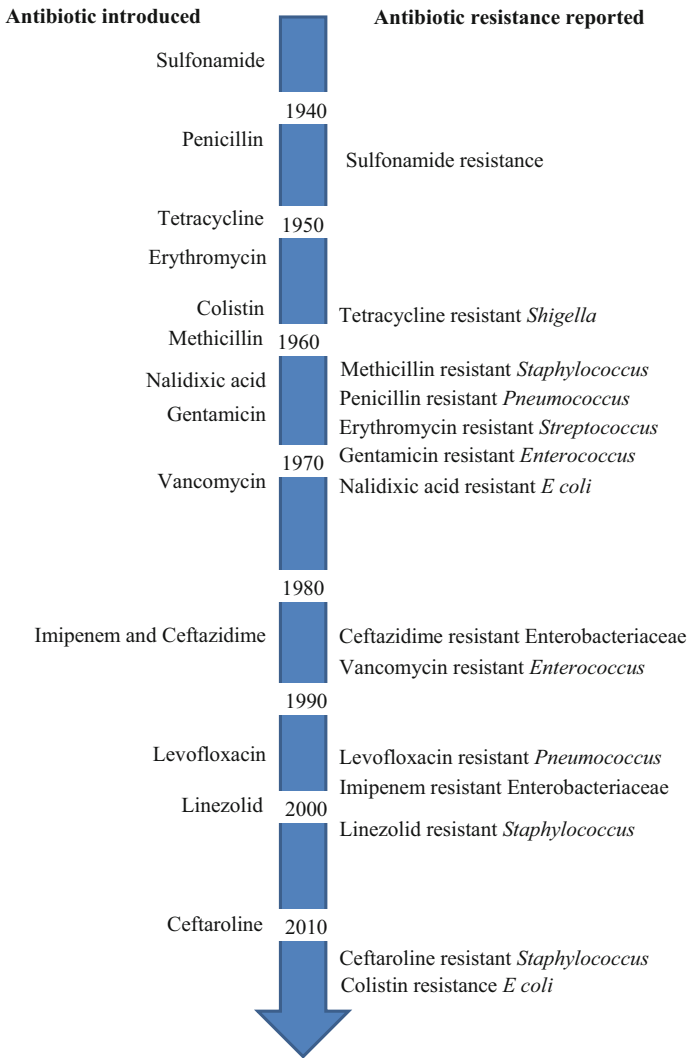 Antibiotic introduced
Antibiotic resistance reported
Sulfonamide
1940
Penicillin
Sulfonamide resistance
Tetracycline
1950
Erythromycin
Colistin
Tetracycline resistant Shigella
Methicillin
1960
Methicillin resistant Staphylococcus
Nalidixic acid
Penicillin resistant Pneumococcus
Gentamicin
Erythromycin resistant Streptococcus
Gentamicin resistant Enterococcus
1970
Vancomycin
Nalidixic acid resistant E coli
1980
Imipenem and Ceftazidime
Ceftazidime resistant Enterobacteriaceae
Vancomycin resistant Enterococcus
1990
Levofloxacin
Levofloxacin resistant Pneumococcus
Imipenem resistant Enterobacteriaceae
Linezolid
2000
Linezolid resistant Staphylococcus
Ceftaroline
2010
Ceftaroline resistant Staphylococcus
Colistin resistance E coli